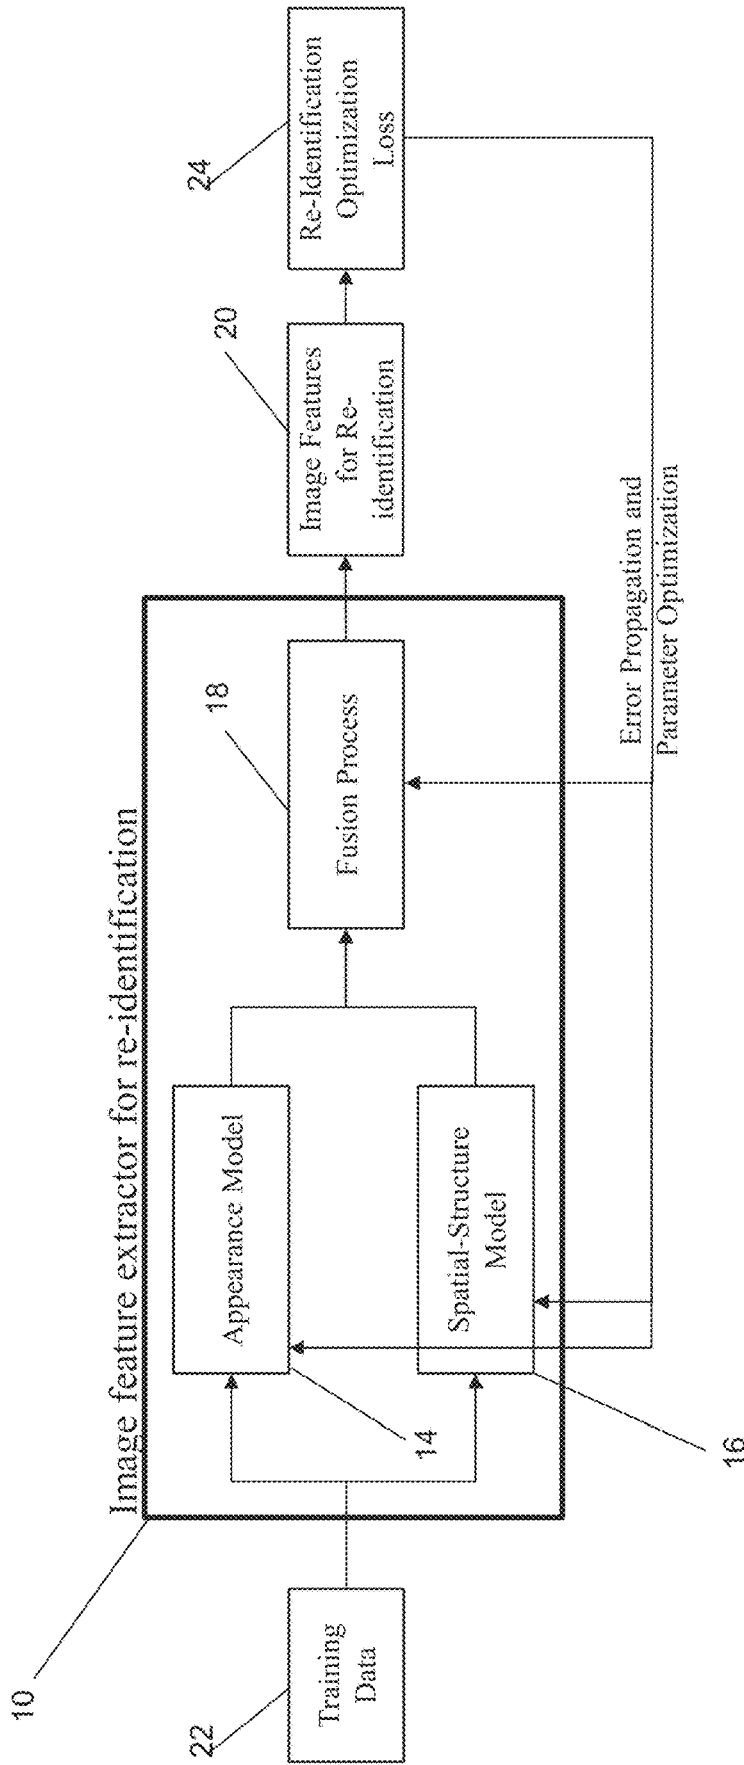 Image feature extractor for re-identification
10
22
Training
Data
14
Appearance Model
16
Spatial-Structure
Model
18
Fusion Process
20
Image Features
for Re-
identification
24
Re-Identification
Optimization
Loss
Error Propagation and
Parameter Optimization